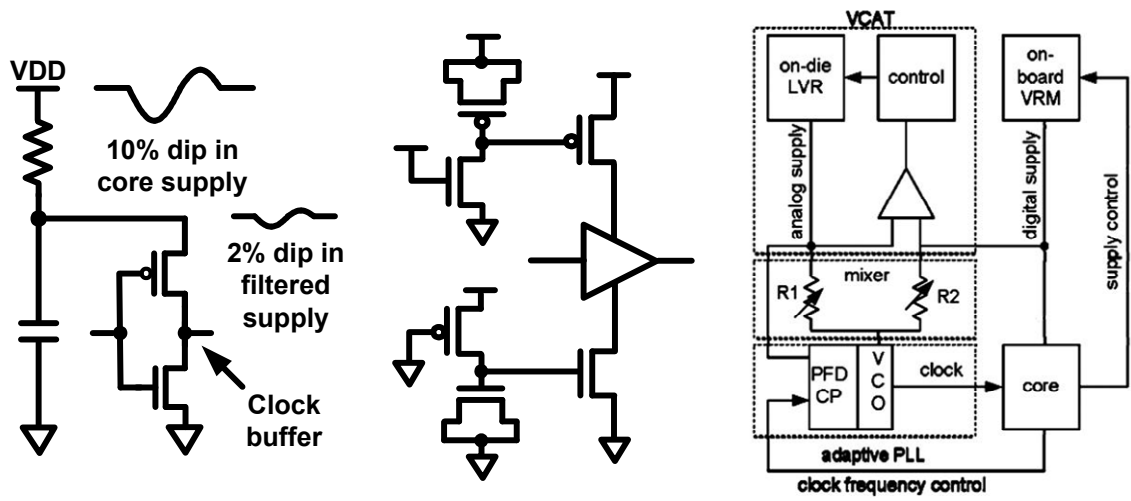 VDD
10% dip in
core supply
2% dip in
filtered
supply
Clock
buffer
VCAT
on-die
LVR
control
on-
board
VRM
analog supply
digital supply
supply control
mixer
R1
R2
PFD
CP
V
C
O
clock
core
adaptive PLL
clock frequency control